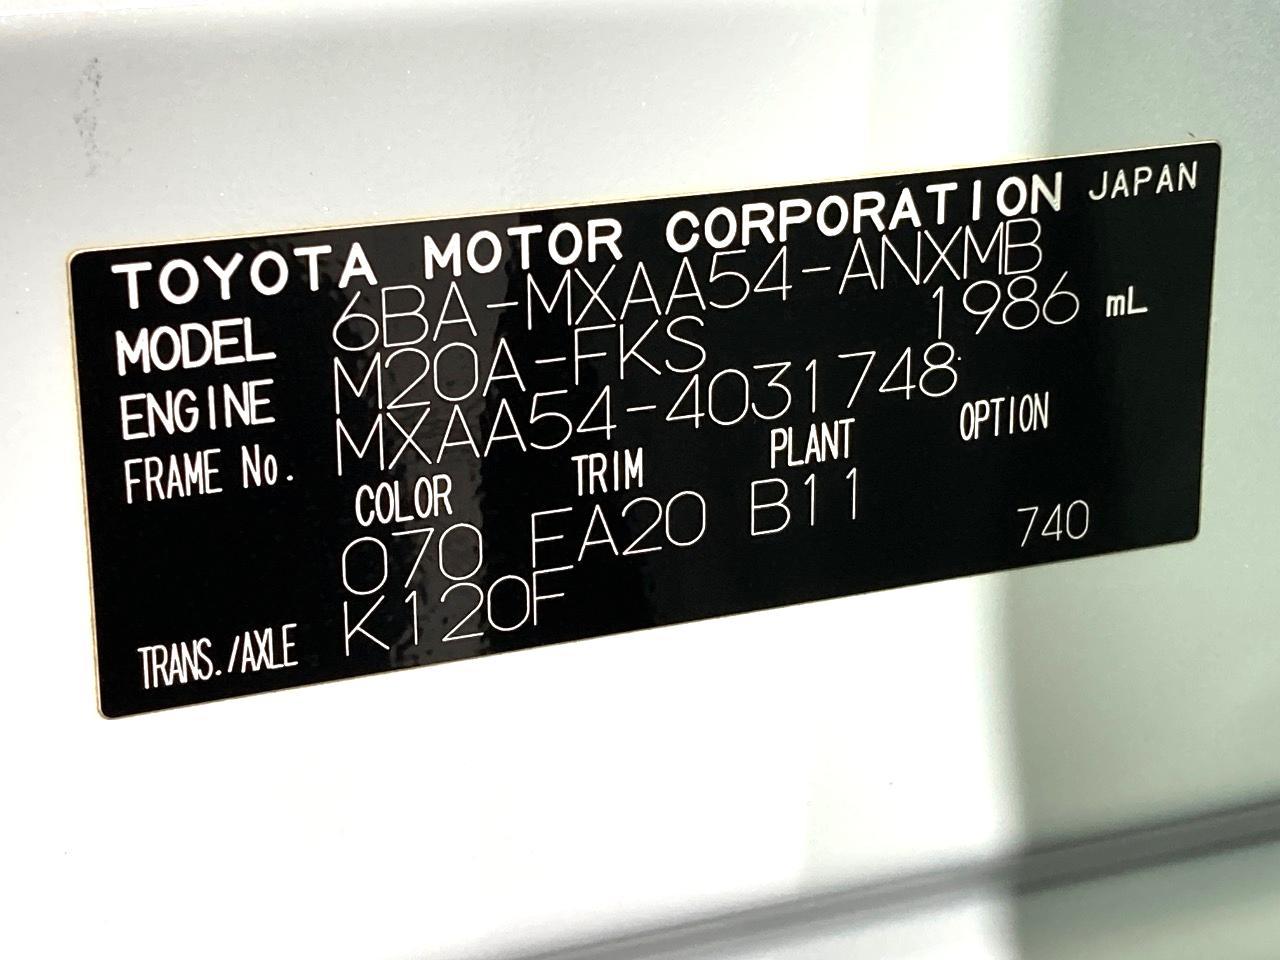 TOYOTA MOTOR CORPORATION JAPAN
MODEL 6BA-MXAA54-ANXMB
ENGINE M20A-FKS 1986 mL
FRAME No. MXAA54-4031748
COLOR TRIM PLANT OPTION
070 EA20 B11 740
TRANS./AXLE K120F